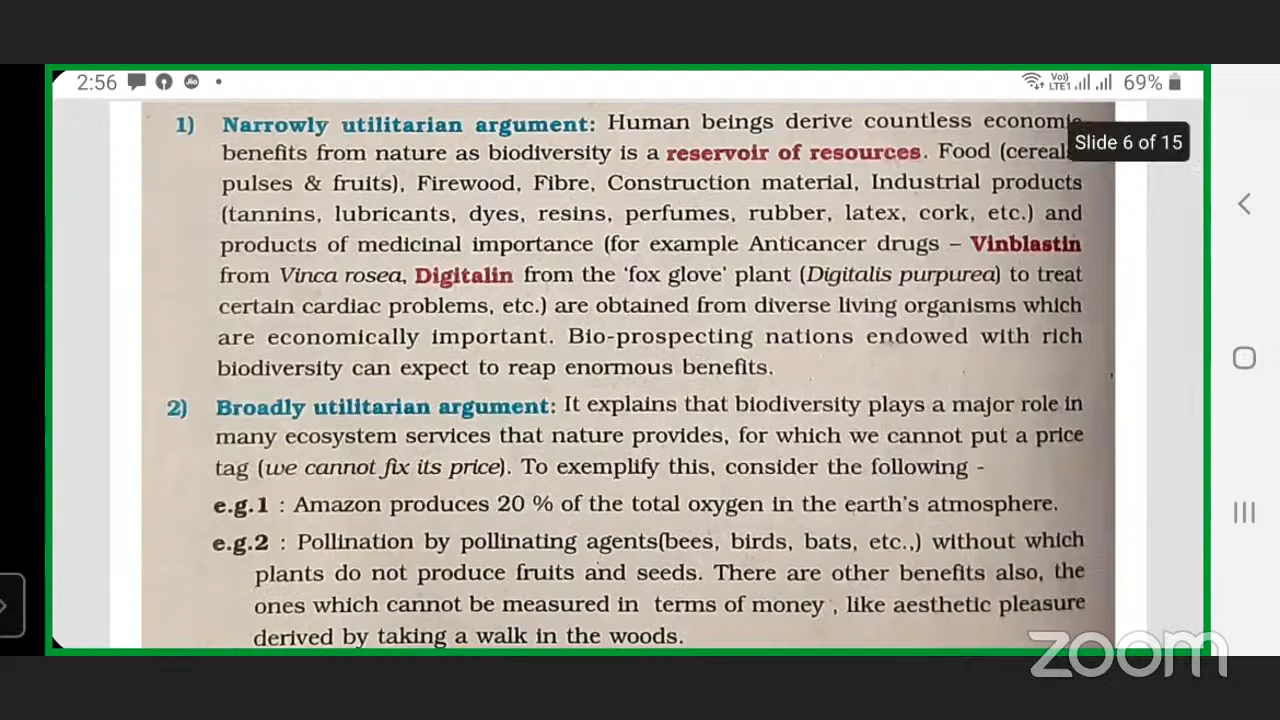 2:56
Vo)) LTE1 69%
Slide 6 of 15
1) Narrowly utilitarian argument: Human beings derive countless economic
benefits from nature as biodiversity is a reservoir of resources. Food (cereals,
pulses & fruits), Firewood, Fibre, Construction material, Industrial products
(tannins, lubricants, dyes, resins, perfumes, rubber, latex, cork, etc.) and
products of medicinal importance (for example Anticancer drugs – Vinblastin
from Vinca rosea, Digitalin from the 'fox glove' plant (Digitalis purpurea) to treat
certain cardiac problems, etc.) are obtained from diverse living organisms which
are economically important. Bio-prospecting nations endowed with rich
biodiversity can expect to reap enormous benefits.
2) Broadly utilitarian argument: It explains that biodiversity plays a major role in
many ecosystem services that nature provides, for which we cannot put a price
tag (we cannot fix its price). To exemplify this, consider the following -
e.g.1 : Amazon produces 20 % of the total oxygen in the earth's atmosphere.
e.g.2 : Pollination by pollinating agents(bees, birds, bats, etc.,) without which
plants do not produce fruits and seeds. There are other benefits also, the
ones which cannot be measured in terms of money , like aesthetic pleasure
derived by taking a walk in the woods.
zoom